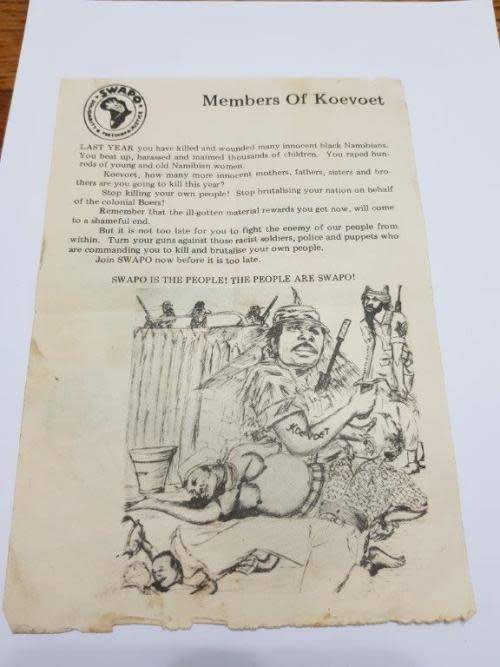 SWAPO
SOLIDARITY FREEDOM JUSTICE
Members Of Koevoet
LAST YEAR you have killed and wounded many innocent black Namibians.
You beat up, harassed and maimed thousands of children. You raped hun-
reds of young and old Namibian women.
Koevoet, how many more innocent mothers, fathers, sisters and bro-
thers are you going to kill this year?
Stop killing your own people! Stop brutalising your nation on behalf
of the colonial Boers!
Remember that the ill-gotten material rewards you get now, will come
to a shameful end.
But it is not too late for you to fight the enemy of our people from
within. Turn your guns against those racist soldiers, police and puppets who
are commanding you to kill and brutalise your own people.
Join SWAPO now before it is too late.
SWAPO IS THE PEOPLE! THE PEOPLE ARE SWAPO!
KOEVOET